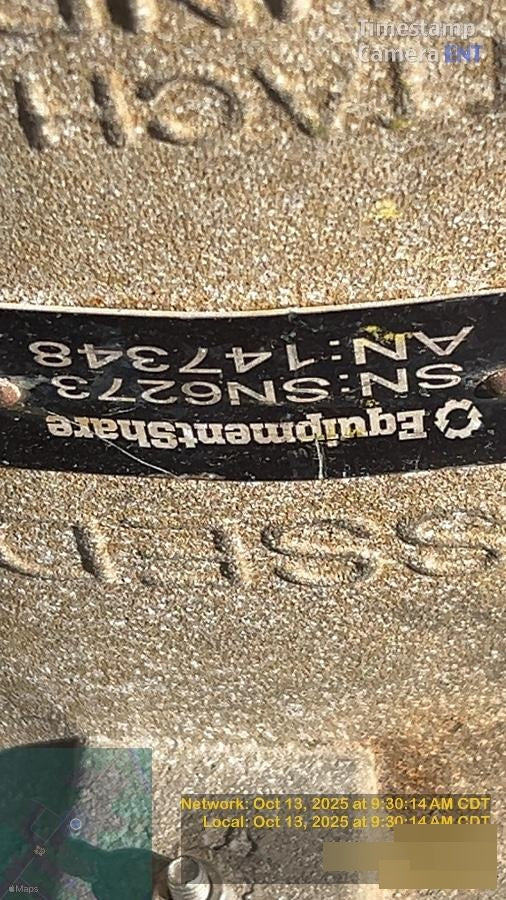 Timestamp
Camera ENT
EquipmentShare
SN:SN6273
AN:147348
Network: Oct 13, 2025 at 9:30:14 AM CDT
Local: Oct 13, 2025 at 9:30:14 AM CDT
Maps